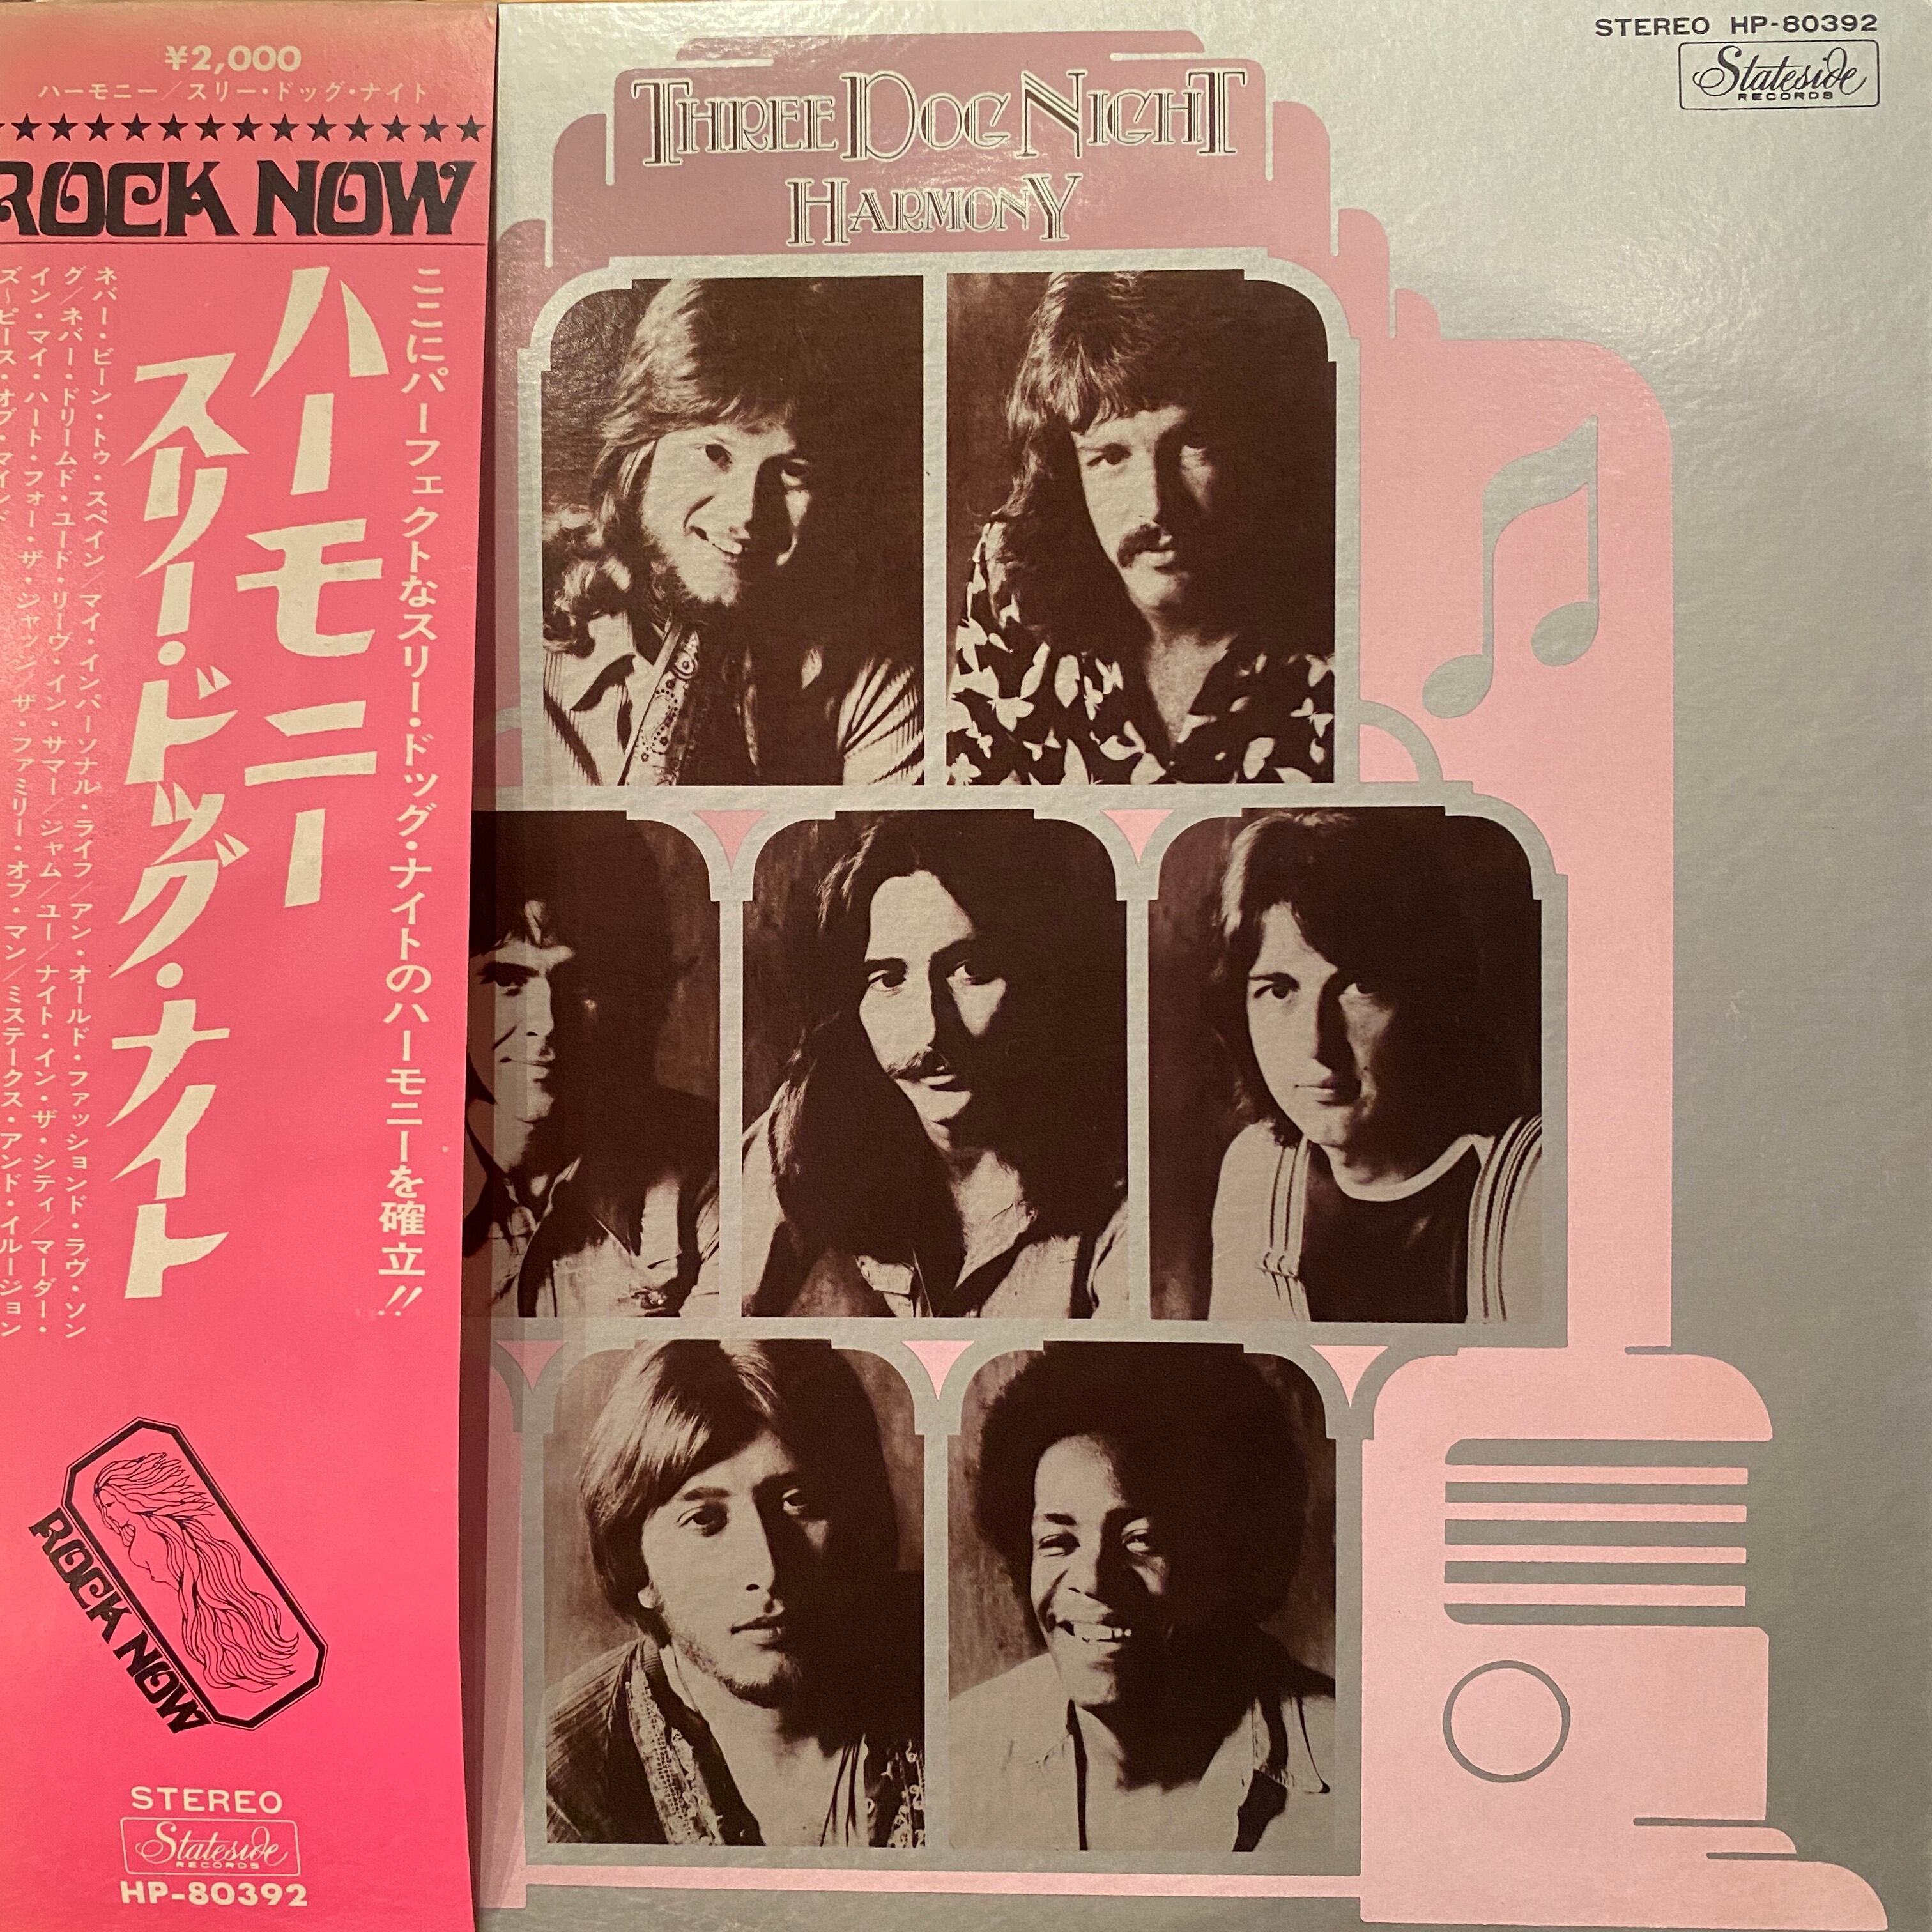 ¥2,000
ハーモニー/スリー・ドッグ・ナイト
ROCK NOW
ここにパーフェクトなスリー・ドッグ・ナイトのハーモニーを確立!!
ハーモニー
スリー・ドッグ・ナイト
ネバー・ビーン・トゥ・スペイン/マイ・インパーソナル・ライフ/アン・オールド・ファッションド・ラヴ・ソン
グ/ネバー・ドリームド・ユード・リーヴ・イン・サマー/ジャム/ユー/ナイト・イン・ザ・シティ/マーダー・
イン・マイ・ハート・フォー・ザ・ジャッジ/ザ・ファミリー・オブ・マン/ミステークス・アンド・イルージョン
ズ~ピース・オブ・マインド
ROCK NOW
STEREO
Stateside
RECORDS
HP-80392
STEREO HP-80392
Stateside
RECORDS
THREE DOG NIGHT
HARMONY